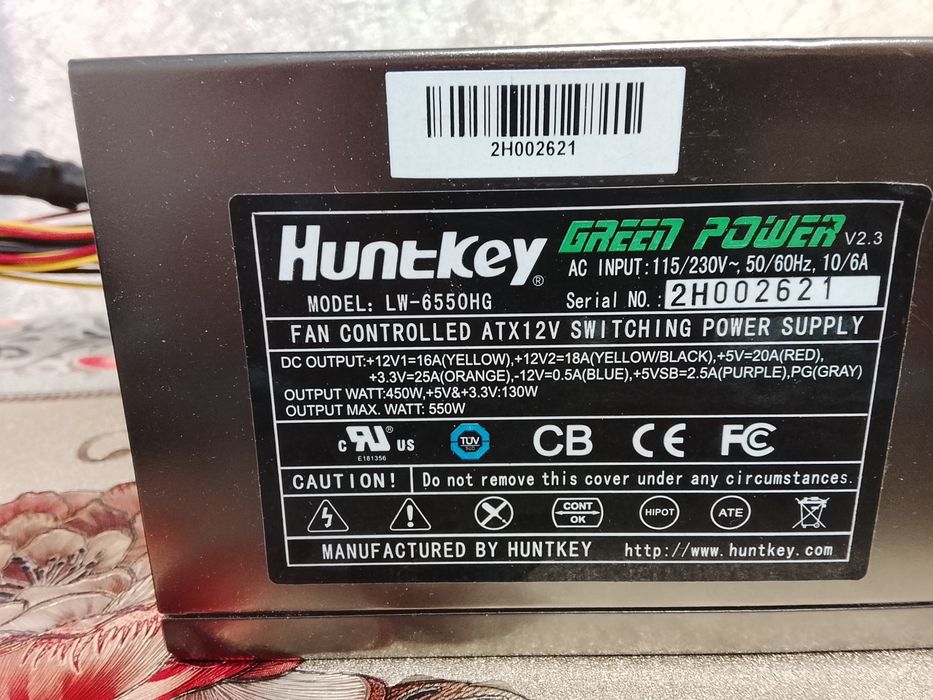 2H002621
HuntKey® GREEN POWER V2.3
AC INPUT:115/230V~, 50/60Hz, 10/6A
MODEL: LW-6550HG Serial NO.: 2H002621
FAN CONTROLLED ATX12V SWITCHING POWER SUPPLY
DC OUTPUT:+12V1=16A(YELLOW),+12V2=18A(YELLOW/BLACK),+5V=20A(RED),
+3.3V=25A(ORANGE),-12V=0.5A(BLUE),+5VSB=2.5A(PURPLE),PG(GRAY)
OUTPUT WATT:450W,+5V&+3.3V:130W
OUTPUT MAX. WATT: 550W
c RU® US TÜV SÜD CB CE FC
E181356
CAUTION! Do not remove this cover under any circumstances.
CONT OK HIPOT ATE
MANUFACTURED BY HUNTKEY http://www.huntkey.com